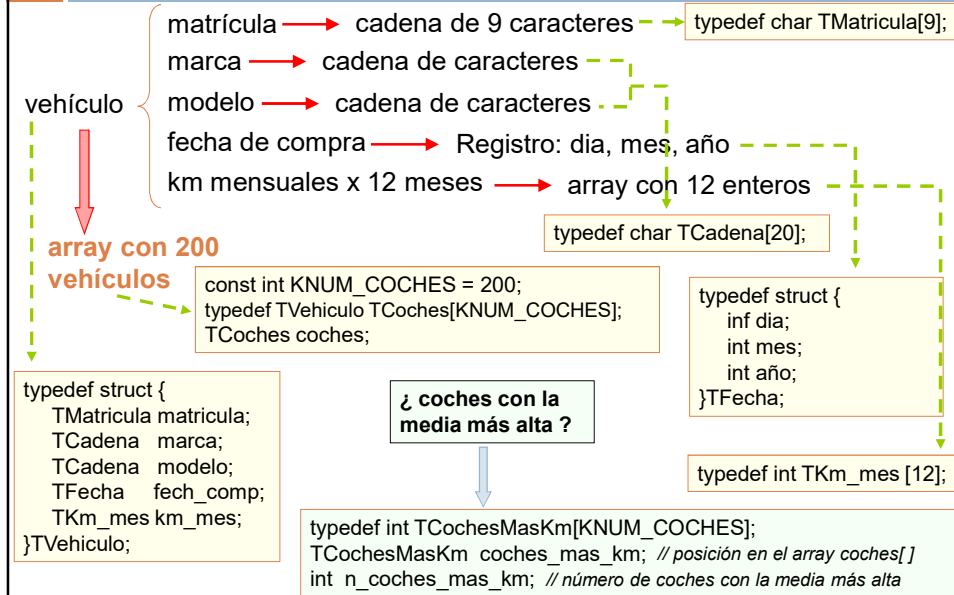 matrícula cadena de 9 caracteres typedef char TMatricula[9];
marca cadena de caracteres
vehículo modelo cadena de caracteres
fecha de compra Registro: dia, mes, año
km mensuales x 12 meses array con 12 enteros
typedef char TCadena[20];
array con 200
vehículos
const int KNUM_COCHES = 200;
typedef TVehiculo TCoches[KNUM_COCHES];
TCoches coches;
typedef struct {
inf dia;
int mes;
int año;
}TFecha;
typedef struct {
TMatricula matricula;
TCadena marca;
TCadena modelo;
TFecha fech_comp;
TKm_mes km_mes;
}TVehiculo;
¿ coches con la
media más alta ?
typedef int TKm_mes [12];
typedef int TCochesMasKm[KNUM_COCHES];
TCochesMasKm coches_mas_km; // posición en el array coches[ ]
int n_coches_mas_km; // número de coches con la media más alta